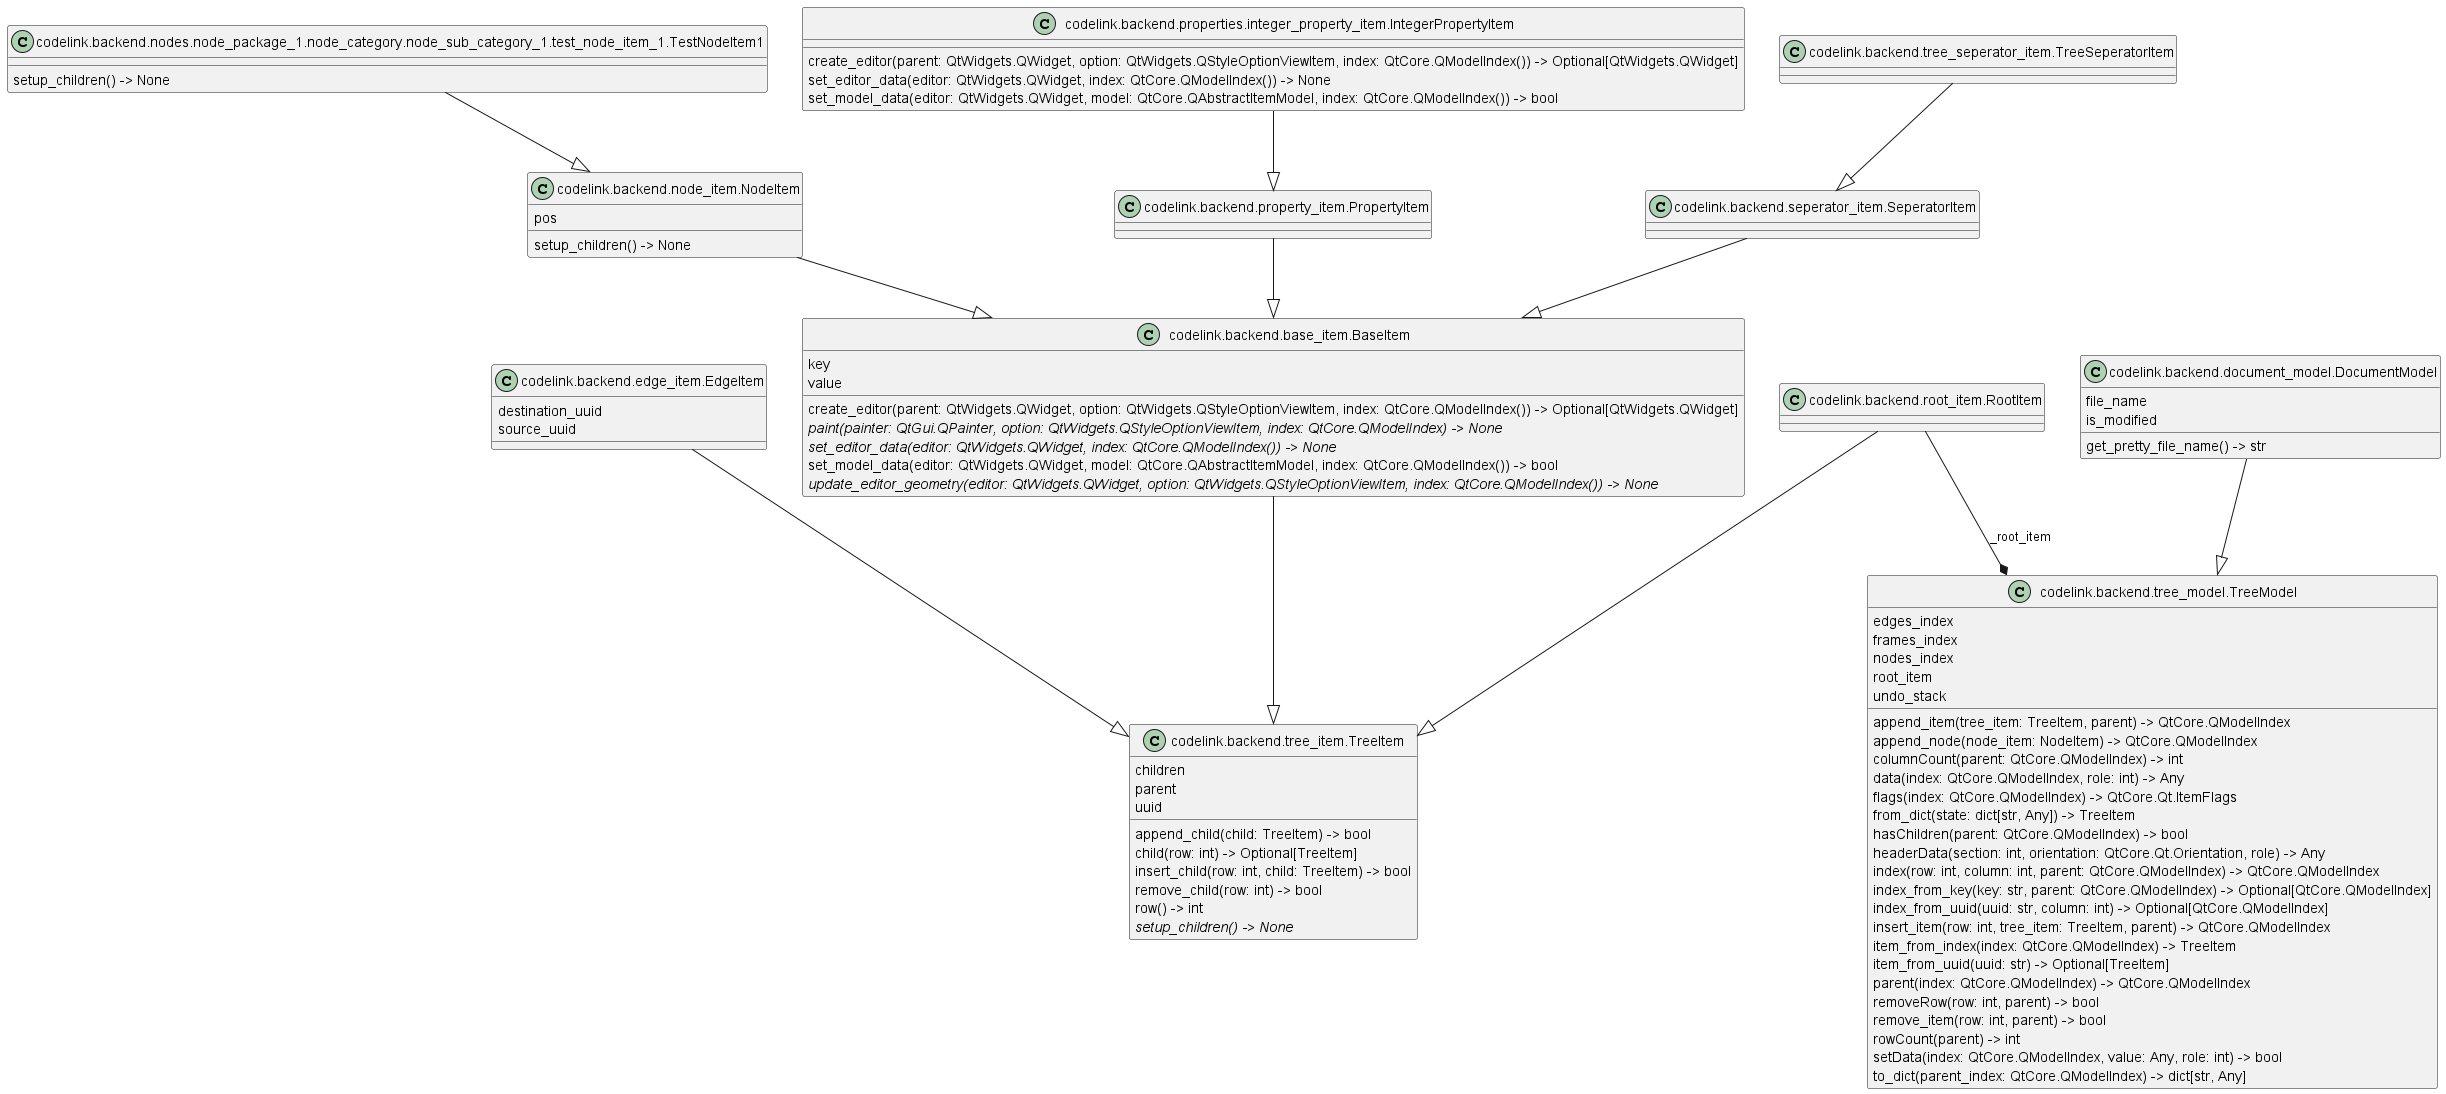 C codelink.backend.nodes.node_package_1.node_category.node_sub_category_1.test_node_item_1.TestNodeItem1
setup_children() -> None
C codelink.backend.properties.integer_property_item.IntegerPropertyItem
create_editor(parent: QtWidgets.QWidget, option: QtWidgets.QStyleOptionViewItem, index: QtCore.QModelIndex()) -> Optional[QtWidgets.QWidget]
set_editor_data(editor: QtWidgets.QWidget, index: QtCore.QModelIndex()) -> None
set_model_data(editor: QtWidgets.QWidget, model: QtCore.QAbstractItemModel, index: QtCore.QModelIndex()) -> bool
C codelink.backend.tree_seperator_item.TreeSeperatorItem
C codelink.backend.node_item.NodeItem
pos
setup_children() -> None
C codelink.backend.property_item.PropertyItem
C codelink.backend.seperator_item.SeperatorItem
C codelink.backend.base_item.BaseItem
key
value
create_editor(parent: QtWidgets.QWidget, option: QtWidgets.QStyleOptionViewItem, index: QtCore.QModelIndex()) -> Optional[QtWidgets.QWidget]
paint(painter: QtGui.QPainter, option: QtWidgets.QStyleOptionViewItem, index: QtCore.QModelIndex) -> None
set_editor_data(editor: QtWidgets.QWidget, index: QtCore.QModelIndex()) -> None
set_model_data(editor: QtWidgets.QWidget, model: QtCore.QAbstractItemModel, index: QtCore.QModelIndex()) -> bool
update_editor_geometry(editor: QtWidgets.QWidget, option: QtWidgets.QStyleOptionViewItem, index: QtCore.QModelIndex()) -> None
C codelink.backend.edge_item.EdgeItem
destination_uuid
source_uuid
C codelink.backend.root_item.RootItem
C codelink.backend.document_model.DocumentModel
file_name
is_modified
get_pretty_file_name() -> str
_root_item
C codelink.backend.tree_item.TreeItem
children
parent
uuid
append_child(child: TreeItem) -> bool
child(row: int) -> Optional[TreeItem]
insert_child(row: int, child: TreeItem) -> bool
remove_child(row: int) -> bool
row() -> int
setup_children() -> None
C codelink.backend.tree_model.TreeModel
edges_index
frames_index
nodes_index
root_item
undo_stack
append_item(tree_item: TreeItem, parent) -> QtCore.QModelIndex
append_node(node_item: NodeItem) -> QtCore.QModelIndex
columnCount(parent: QtCore.QModelIndex) -> int
data(index: QtCore.QModelIndex, role: int) -> Any
flags(index: QtCore.QModelIndex) -> QtCore.Qt.ItemFlags
from_dict(state: dict[str, Any]) -> TreeItem
hasChildren(parent: QtCore.QModelIndex) -> bool
headerData(section: int, orientation: QtCore.Qt.Orientation, role) -> Any
index(row: int, column: int, parent: QtCore.QModelIndex) -> QtCore.QModelIndex
index_from_key(key: str, parent: QtCore.QModelIndex) -> Optional[QtCore.QModelIndex]
index_from_uuid(uuid: str, column: int) -> Optional[QtCore.QModelIndex]
insert_item(row: int, tree_item: TreeItem, parent) -> QtCore.QModelIndex
item_from_index(index: QtCore.QModelIndex) -> TreeItem
item_from_uuid(uuid: str) -> Optional[TreeItem]
parent(index: QtCore.QModelIndex) -> QtCore.QModelIndex
removeRow(row: int, parent) -> bool
remove_item(row: int, parent) -> bool
rowCount(parent) -> int
setData(index: QtCore.QModelIndex, value: Any, role: int) -> bool
to_dict(parent_index: QtCore.QModelIndex) -> dict[str, Any]